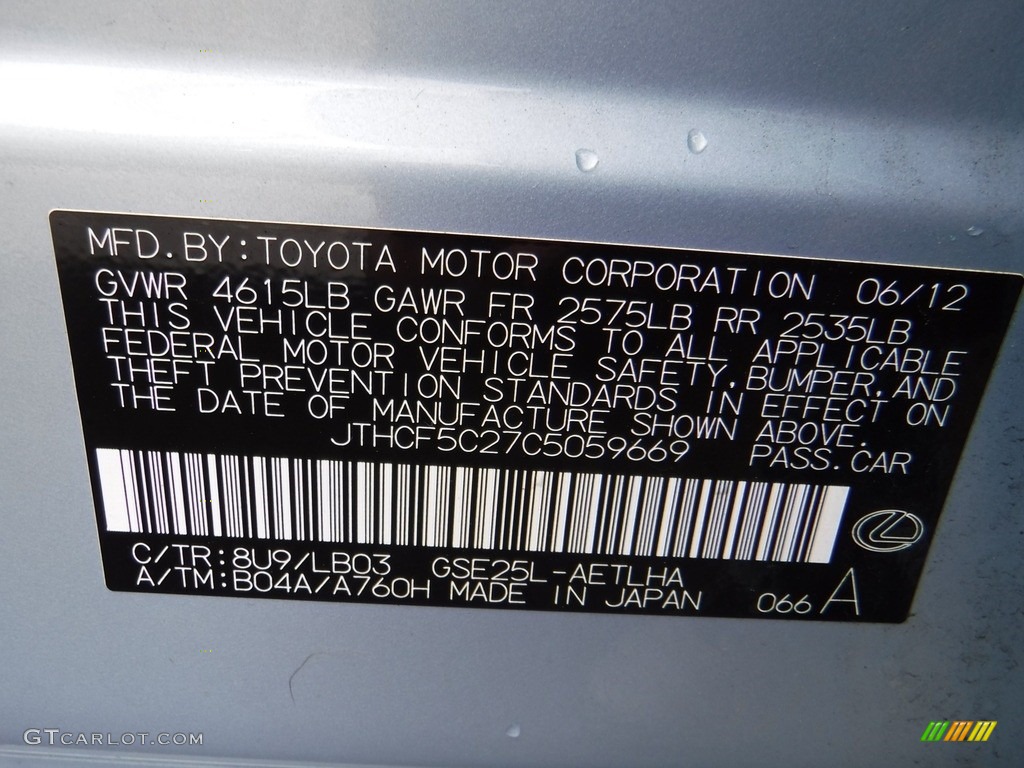 MFD.BY:TOYOTA MOTOR CORPORATION 06/12
GVWR 4615LB GAWR FR 2575LB RR 2535LB
THIS VEHICLE CONFORMS TO ALL APPLICABLE
FEDERAL MOTOR VEHICLE SAFETY,BUMPER,AND
THEFT PREVENTION STANDARDS IN EFFECT ON
THE DATE OF MANUFACTURE SHOWN ABOVE.
JTHCF5C27C5059669 PASS.CAR
C/TR:8U9/LB03 GSE25L-AETLHA
A/TM:B04A/A760H MADE IN JAPAN 066 A
GTCARLOT.COM